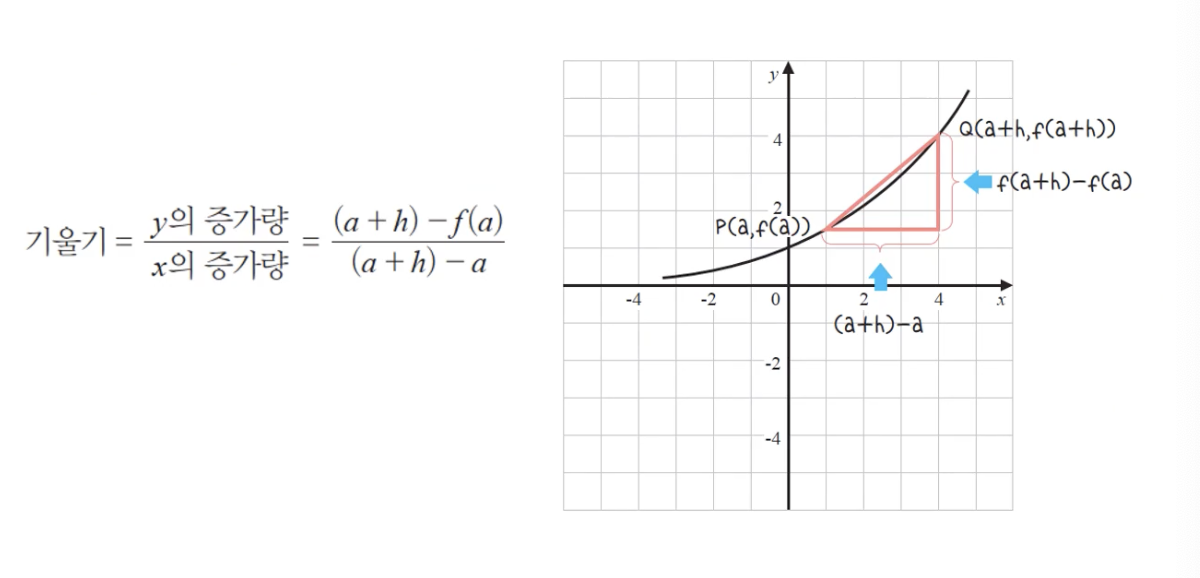 기울기 = y의 증가량 / x의 증가량 = (a + h) − f(a) / (a + h) − a
y
4
Q(a+h,f(a+h))
f(a+h)−f(a)
2
P(a,f(a))
-4 -2 0 2 4 x
(a+h)−a
-2
-4